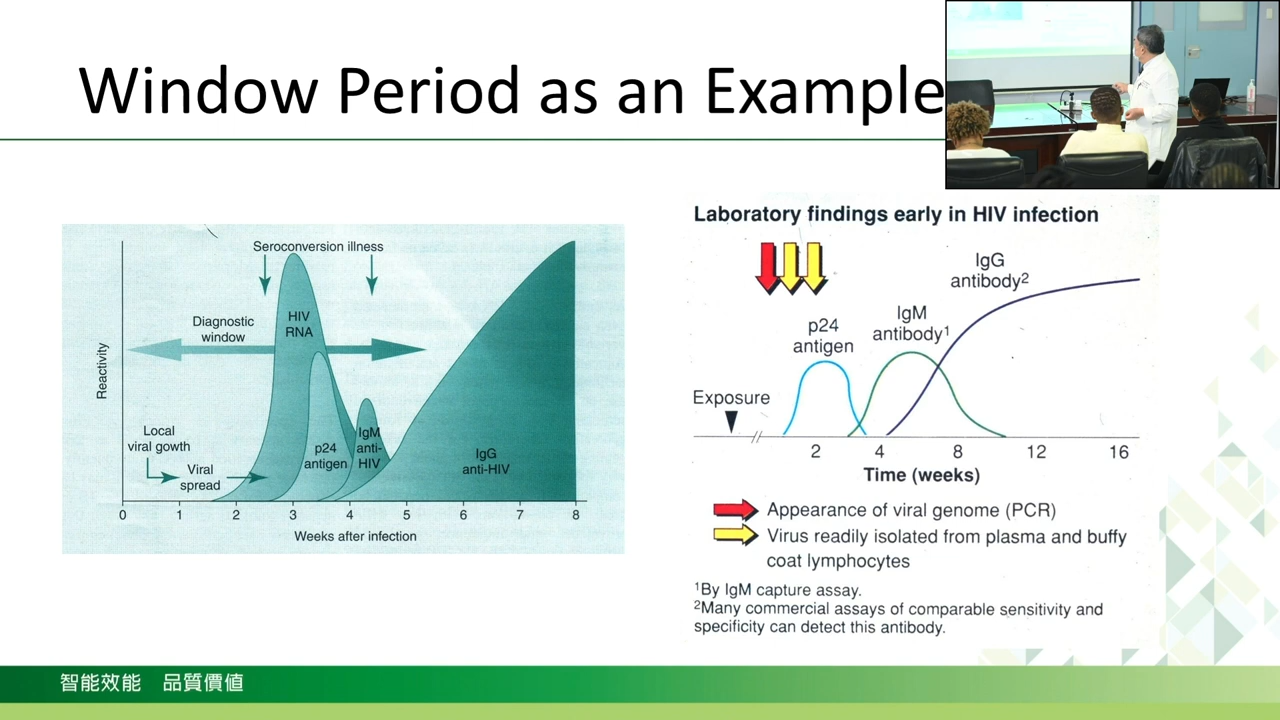 Window Period as an Example
Seroconversion illness
HIV
RNA
Diagnostic
window
Reactivity
Local
viral gowth
Viral
spread
p24
antigen
IgM
anti-
HIV
IgG
anti-HIV
0 1 2 3 4 5 6 7 8
Weeks after infection
Laboratory findings early in HIV infection
IgG
antibody²
IgM
antibody¹
p24
antigen
Exposure
2 4 8 12 16
Time (weeks)
Appearance of viral genome (PCR)
Virus readily isolated from plasma and buffy
coat lymphocytes
¹By IgM capture assay.
²Many commercial assays of comparable sensitivity and
specificity can detect this antibody.
智能效能 品質價值